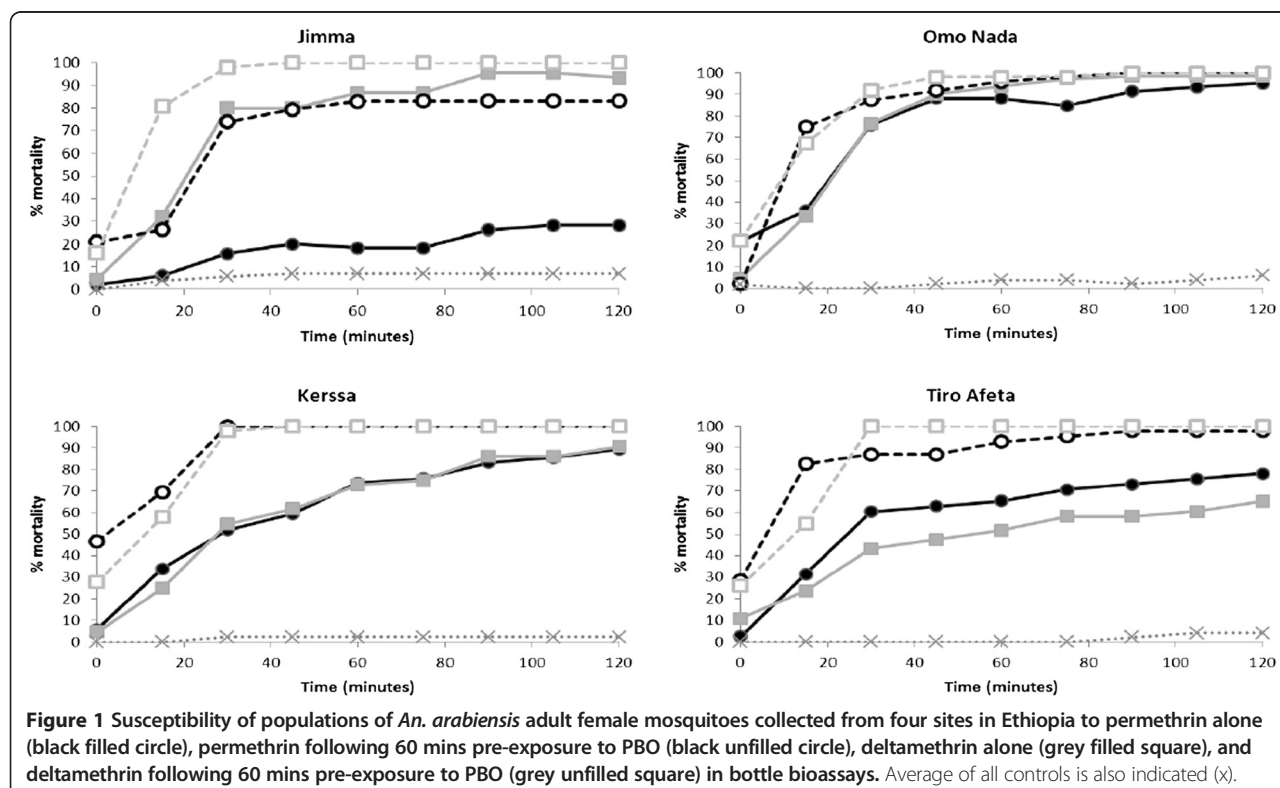 Jimma
100
90
80
70
60
50
40
30
20
10
0
% mortality
0 20 40 60 80 100 120
Time (minutes)
Omo Nada
100
90
80
70
60
50
40
30
20
10
0
% mortality
0 20 40 60 80 100 120
Time (minutes)
Kerssa
100
90
80
70
60
50
40
30
20
10
0
% mortality
0 20 40 60 80 100 120
Time (minutes)
Tiro Afeta
100
90
80
70
60
50
40
30
20
10
0
% mortality
0 20 40 60 80 100 120
Time (minutes)
Figure 1 Susceptibility of populations of An. arabiensis adult female mosquitoes collected from four sites in Ethiopia to permethrin alone
(black filled circle), permethrin following 60 mins pre-exposure to PBO (black unfilled circle), deltamethrin alone (grey filled square), and
deltamethrin following 60 mins pre-exposure to PBO (grey unfilled square) in bottle bioassays. Average of all controls is also indicated (x).